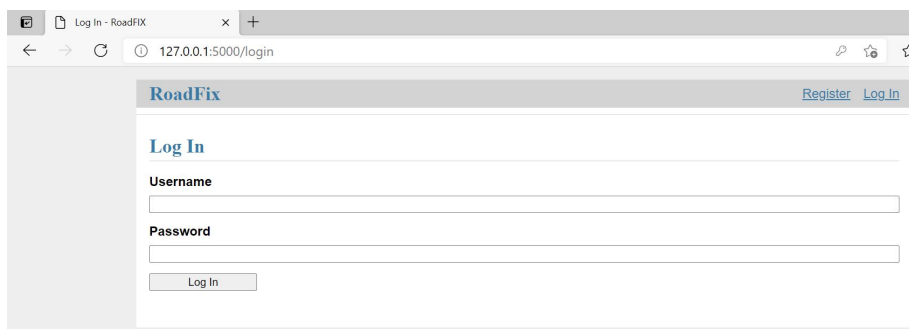 Log In - RoadFIX
127.0.0.1:5000/login
RoadFix Register Log In
Log In
Username
Password
Log In